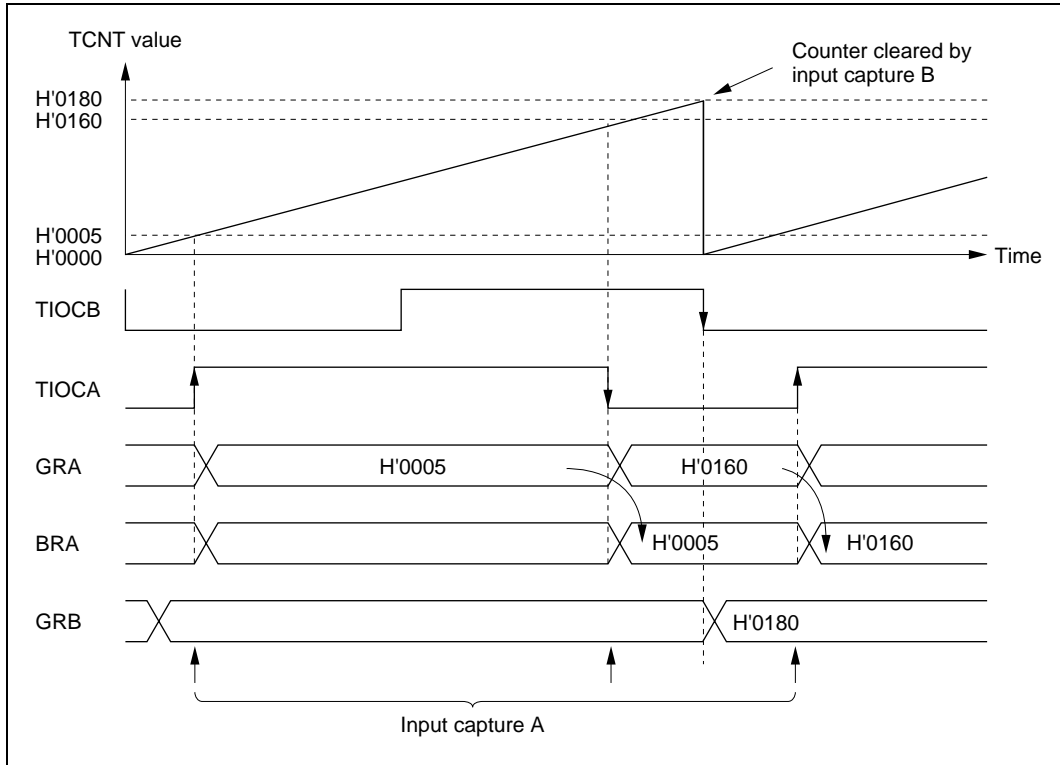 TCNT value
Counter cleared by
input capture B
H'0180
H'0160
H'0005
H'0000
Time
TIOCB
TIOCA
GRA
H'0005
H'0160
BRA
H'0005
H'0160
GRB
H'0180
Input capture A